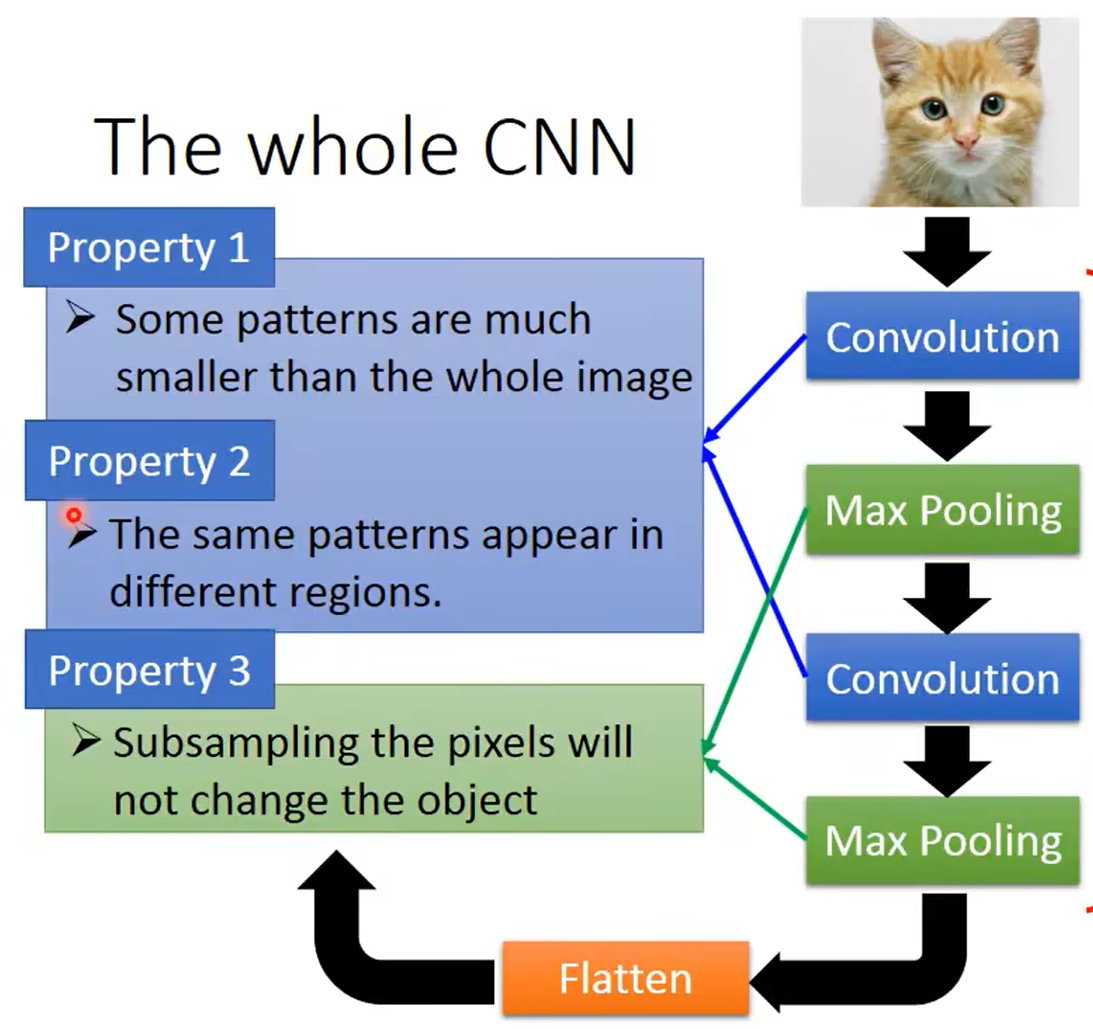 The whole CNN
Property 1
Some patterns are much
smaller than the whole image
Property 2
The same patterns appear in
different regions.
Property 3
Subsampling the pixels will
not change the object
Convolution
Max Pooling
Convolution
Max Pooling
Flatten